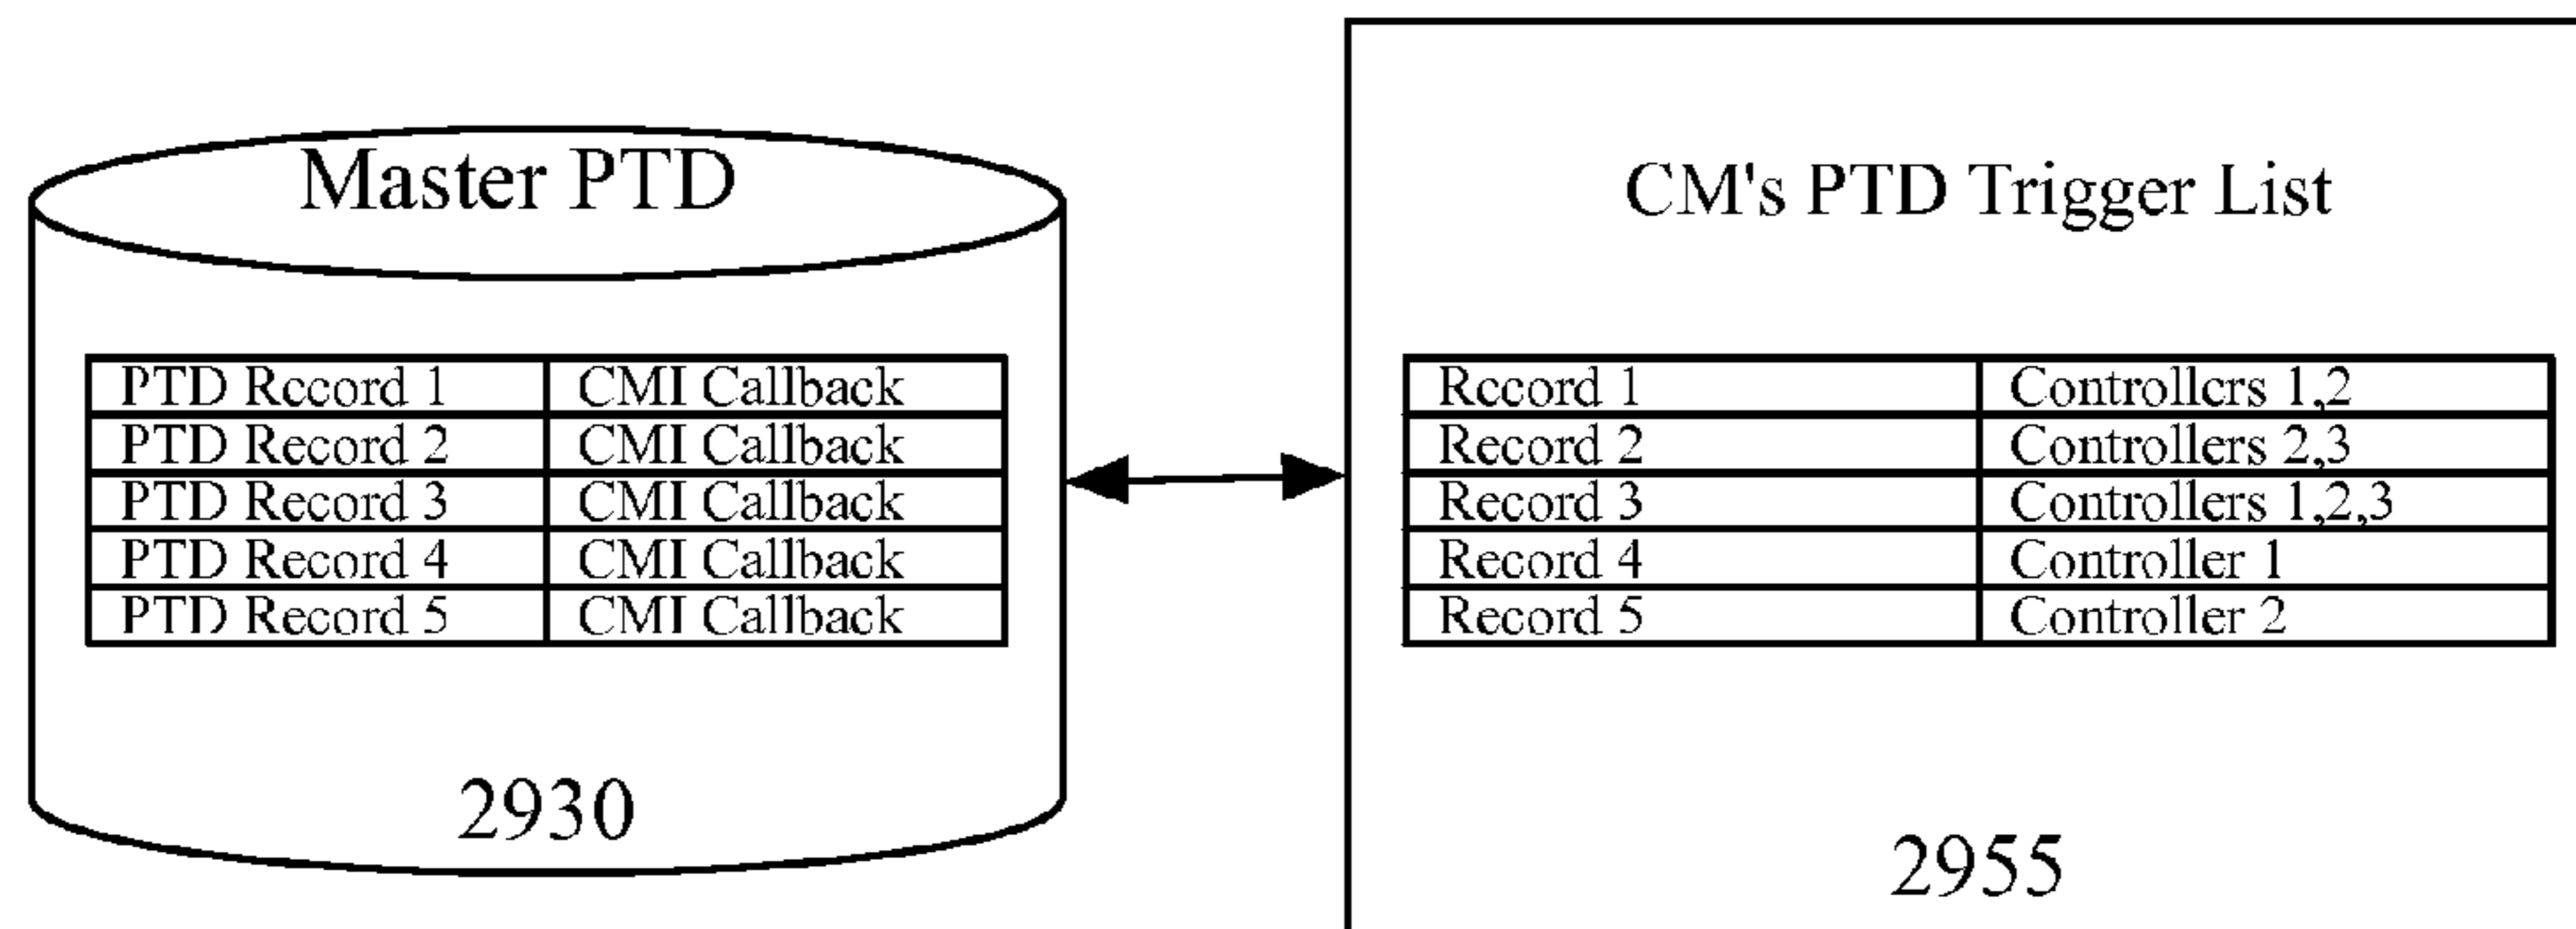 Master PTD
PTD Record 1 CMI Callback
PTD Record 2 CMI Callback
PTD Record 3 CMI Callback
PTD Record 4 CMI Callback
PTD Record 5 CMI Callback
2930
CM's PTD Trigger List
Record 1 Controllers 1,2
Record 2 Controllers 2,3
Record 3 Controllers 1,2,3
Record 4 Controller 1
Record 5 Controller 2
2955